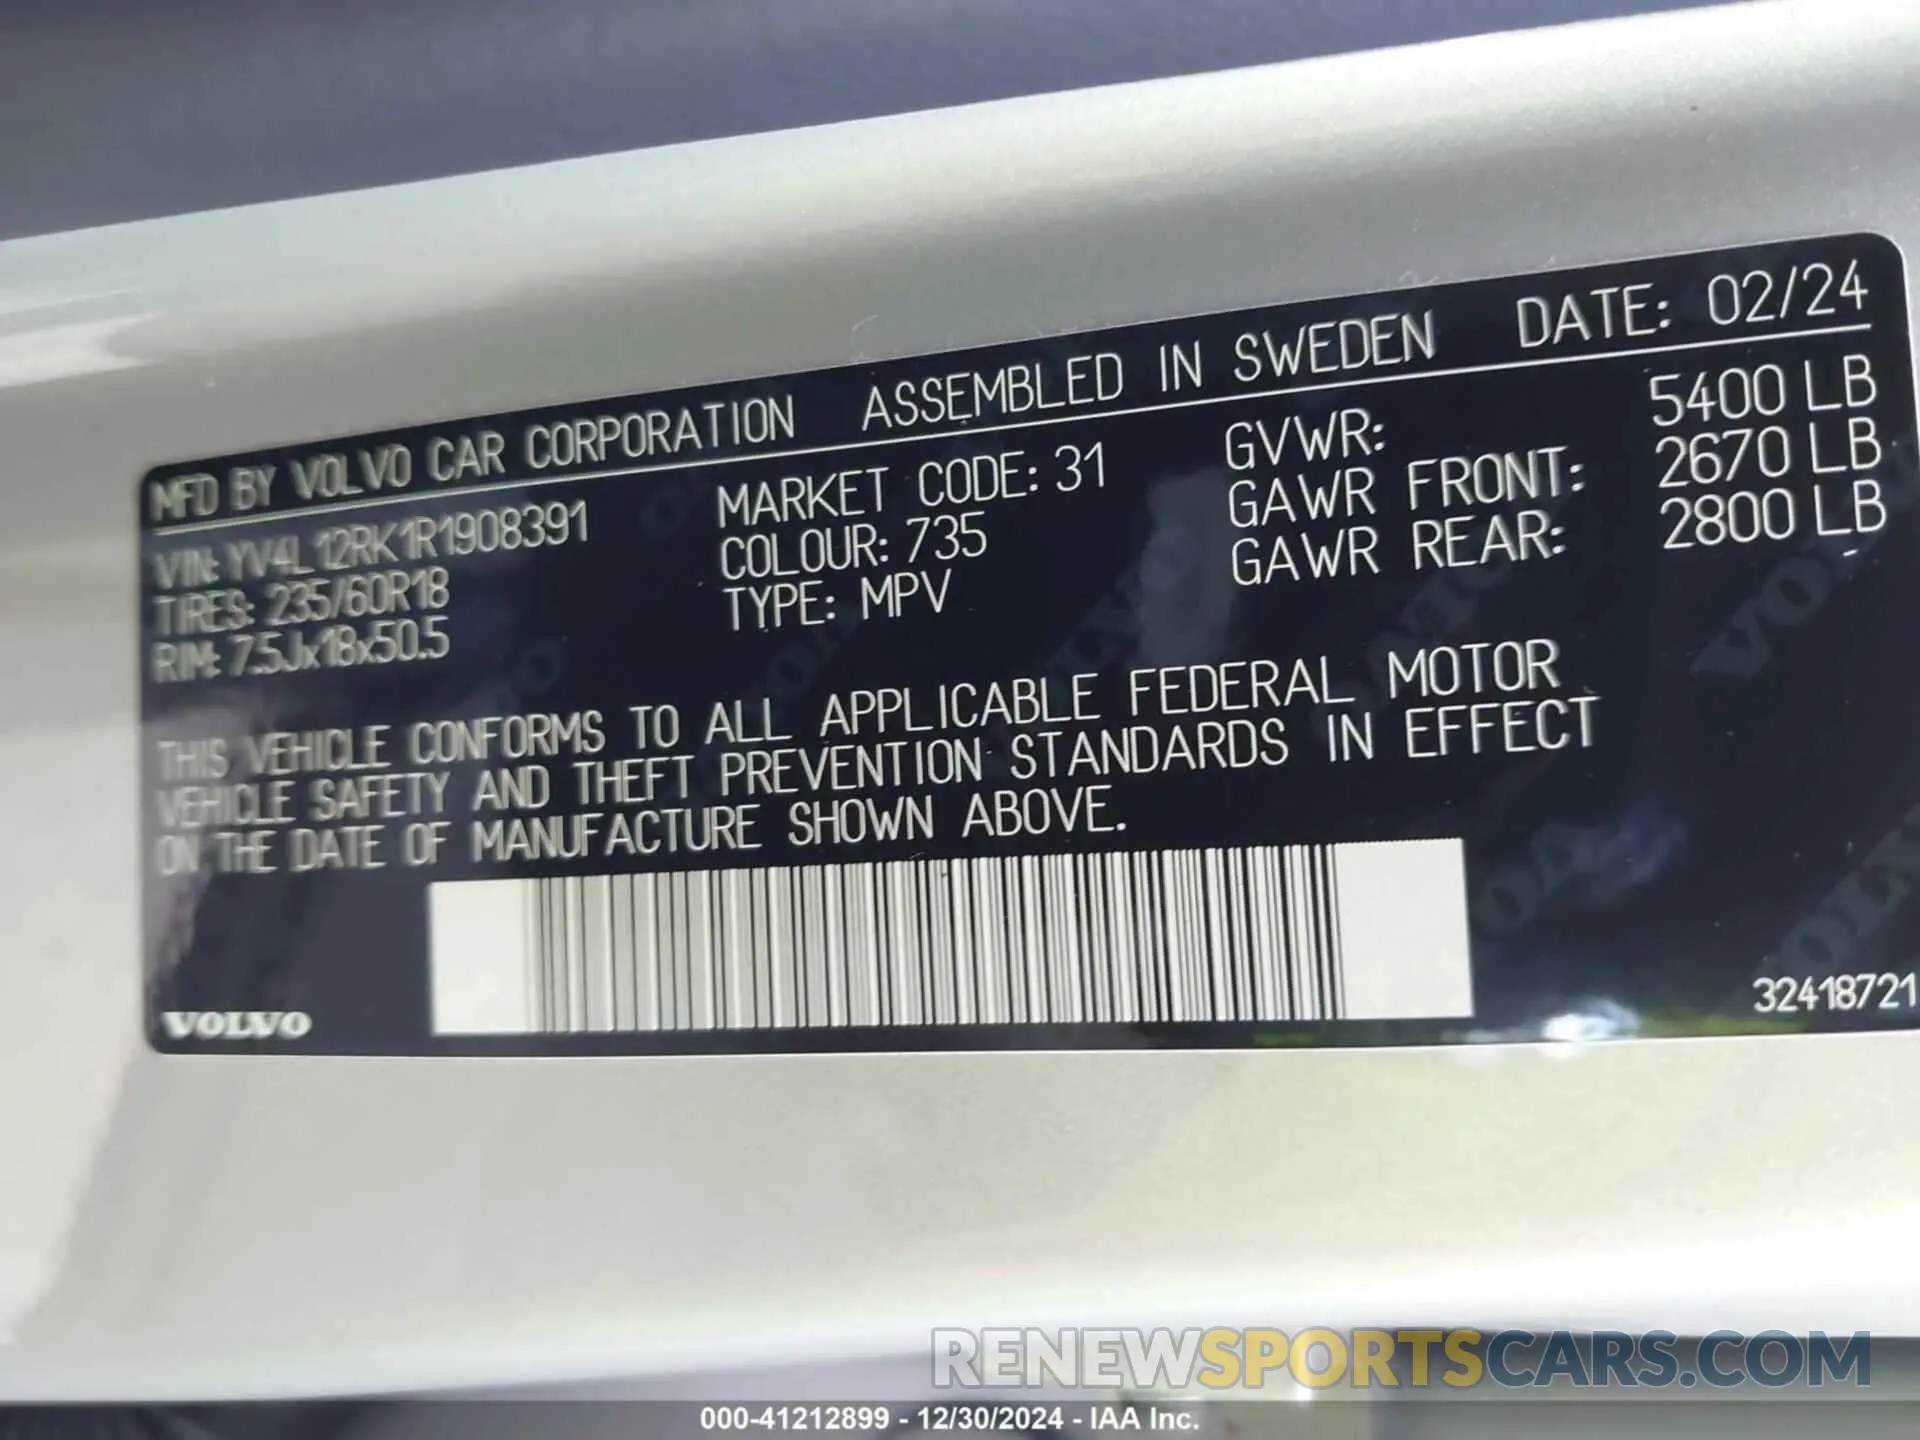 MFD BY VOLVO CAR CORPORATION ASSEMBLED IN SWEDEN DATE: 02/24
VIN: YV4L12RK1R1908391 MARKET CODE: 31 GVWR: 5400 LB
TIRES: 235/60R18 COLOUR: 735 GAWR FRONT: 2670 LB
RIM: 7.5Jx18x50.5 TYPE: MPV GAWR REAR: 2800 LB
THIS VEHICLE CONFORMS TO ALL APPLICABLE FEDERAL MOTOR
VEHICLE SAFETY AND THEFT PREVENTION STANDARDS IN EFFECT
ON THE DATE OF MANUFACTURE SHOWN ABOVE.
VOLVO 32418721
RENEWSPORTSCARS.COM
000-41212899 - 12/30/2024 - IAA Inc.